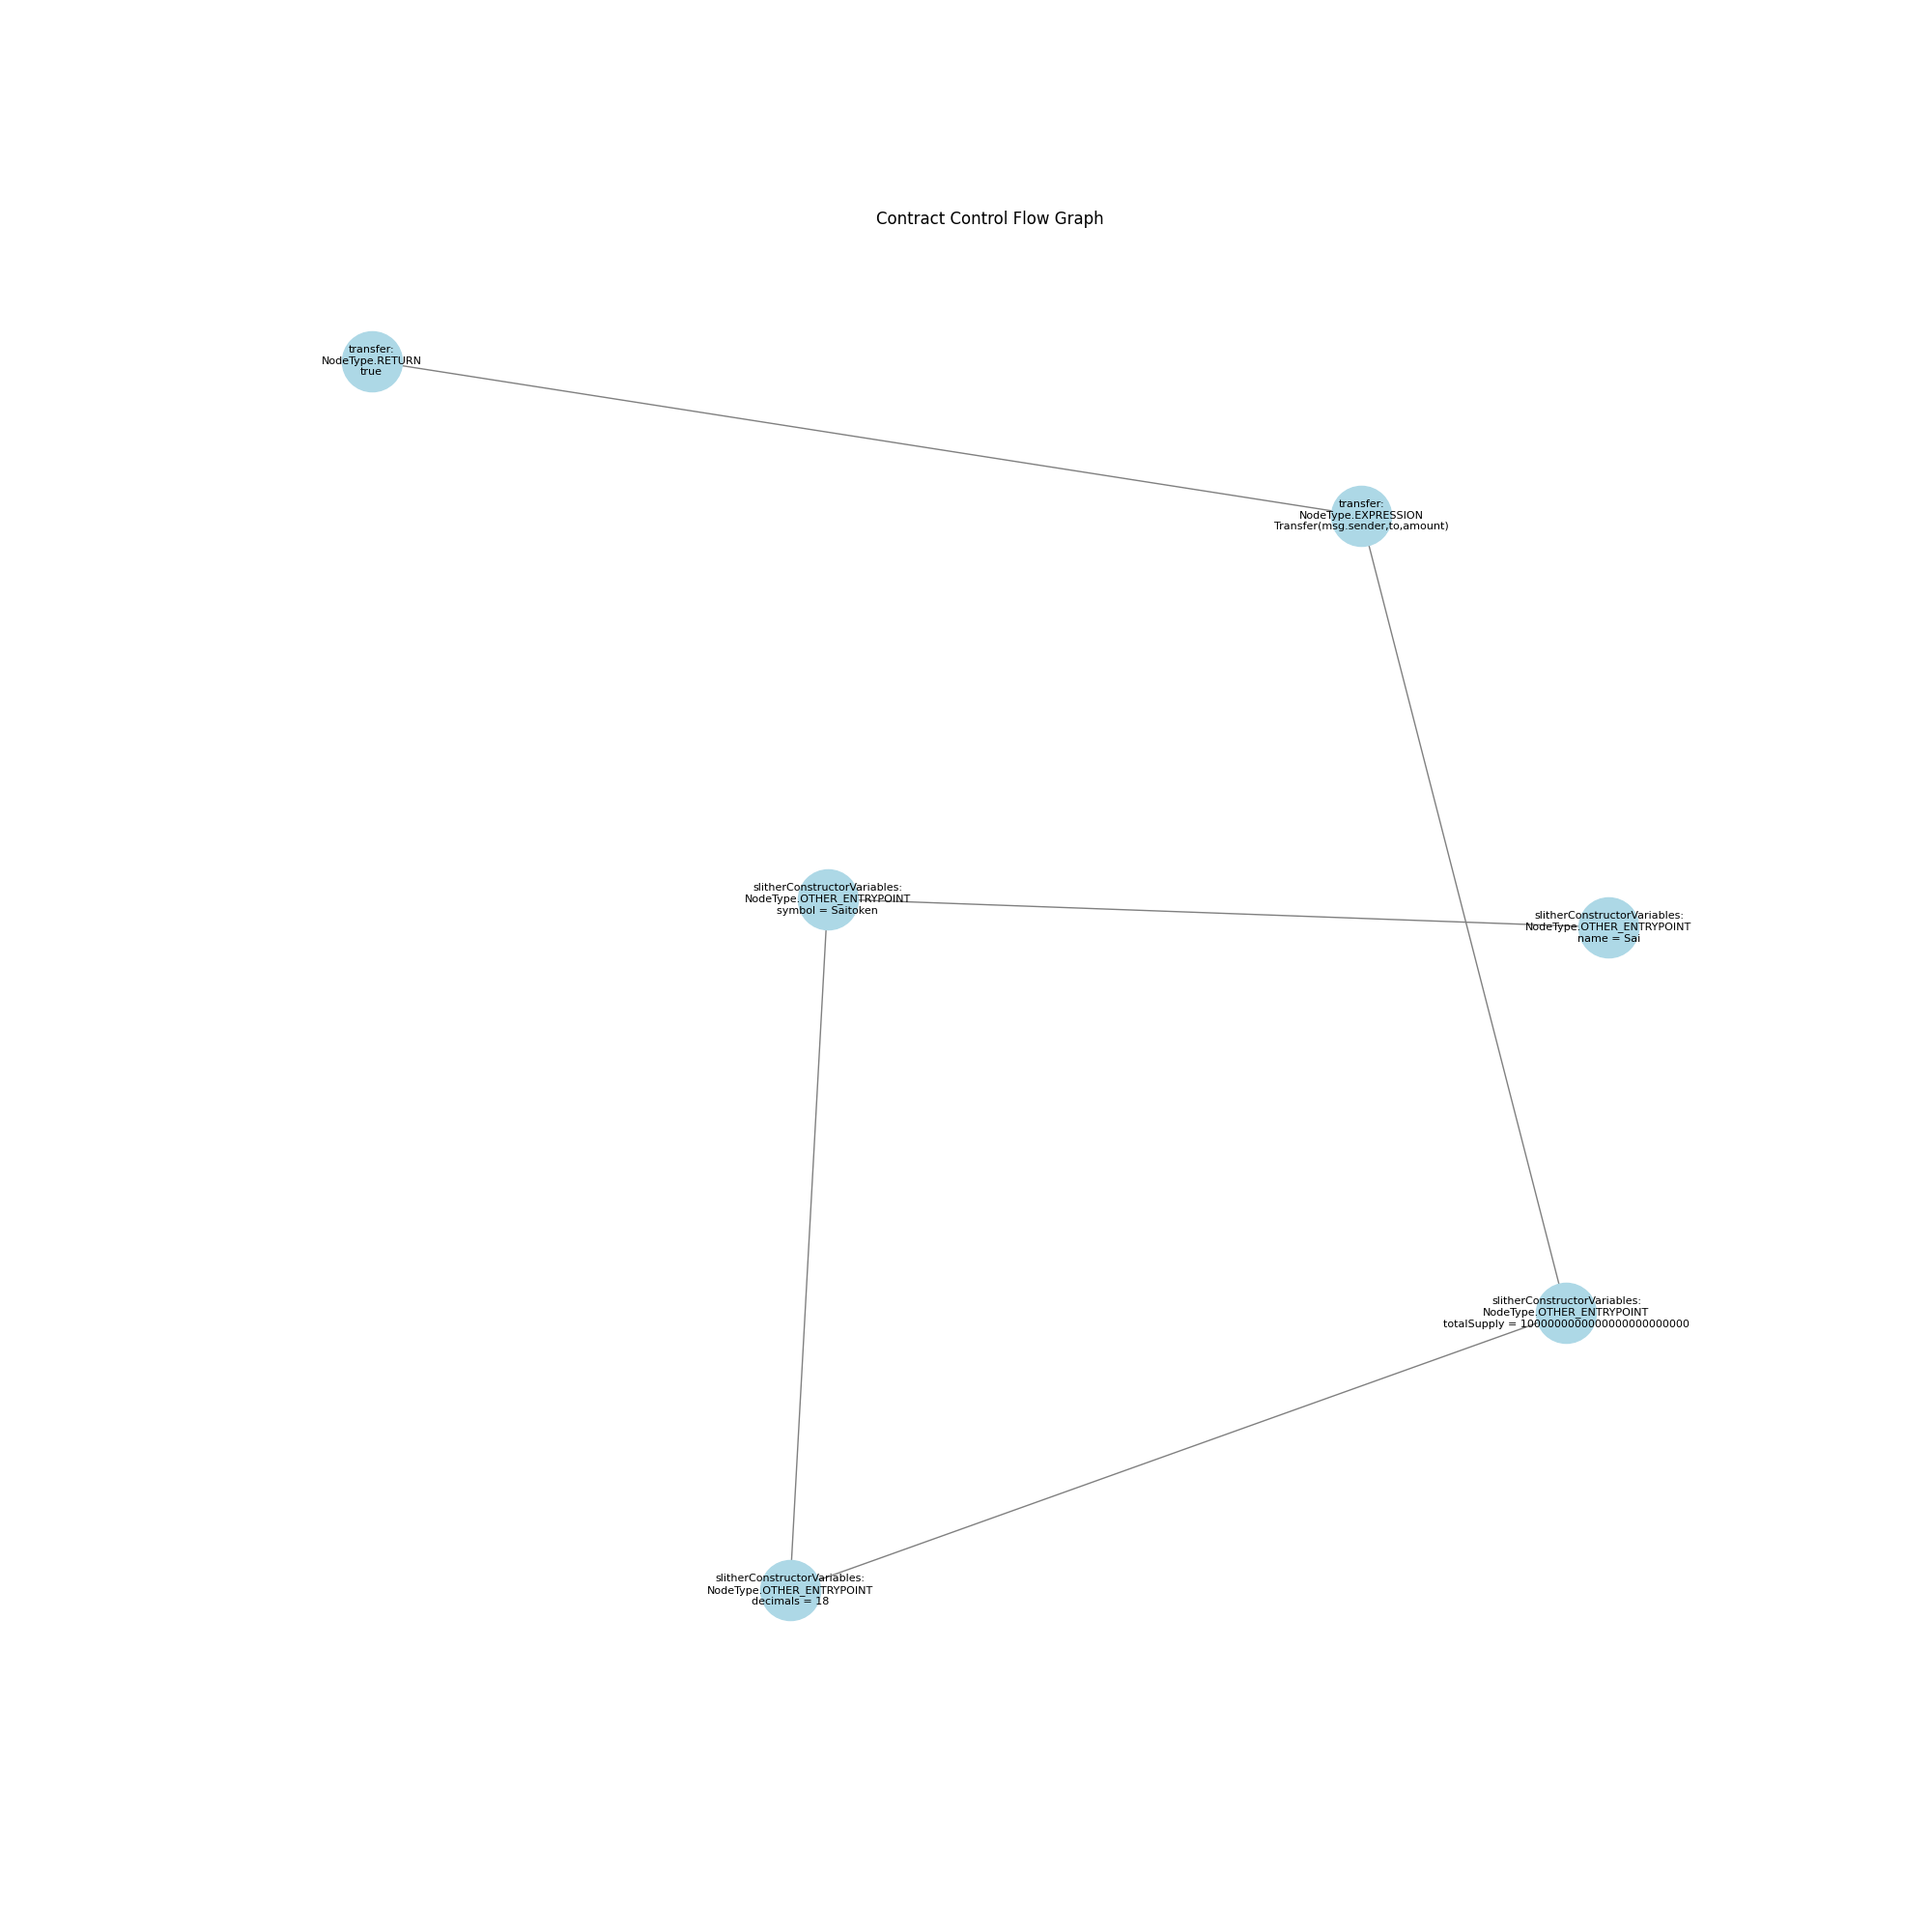 Contract Control Flow Graph
transfer:
NodeType.RETURN
true
transfer:
NodeType.EXPRESSION
Transfer(msg.sender,to,amount)
slitherConstructorVariables:
NodeType.OTHER_ENTRYPOINT
symbol = Saitoken
slitherConstructorVariables:
NodeType.OTHER_ENTRYPOINT
name = Sai
slitherConstructorVariables:
NodeType.OTHER_ENTRYPOINT
totalSupply = 100000000000000000000000
slitherConstructorVariables:
NodeType.OTHER_ENTRYPOINT
decimals = 18